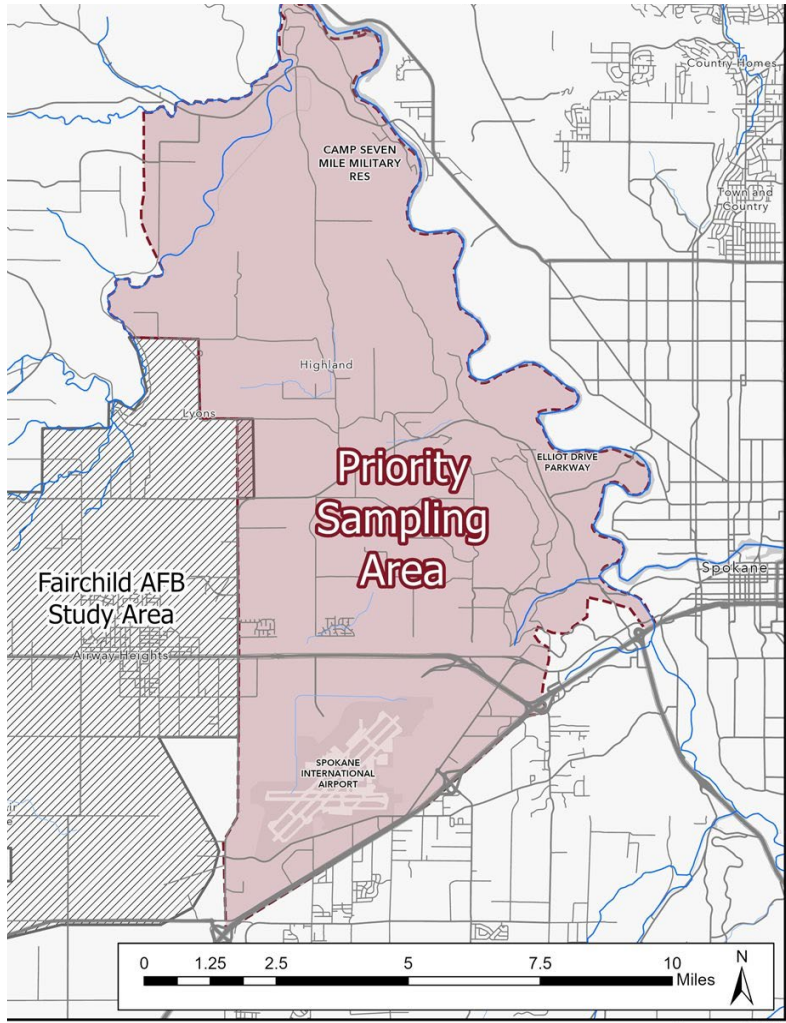 Country Homes
CAMP SEVEN
MILE MILITARY
RES
Town and
Country
Highland
Lyons
Priority
Sampling
Area
ELLIOT DRIVE
PARKWAY
Fairchild AFB
Study Area
Spokane
Airway Heights
SPOKANE
INTERNATIONAL
AIRPORT
0 1.25 2.5 5 7.5 10
Miles
N